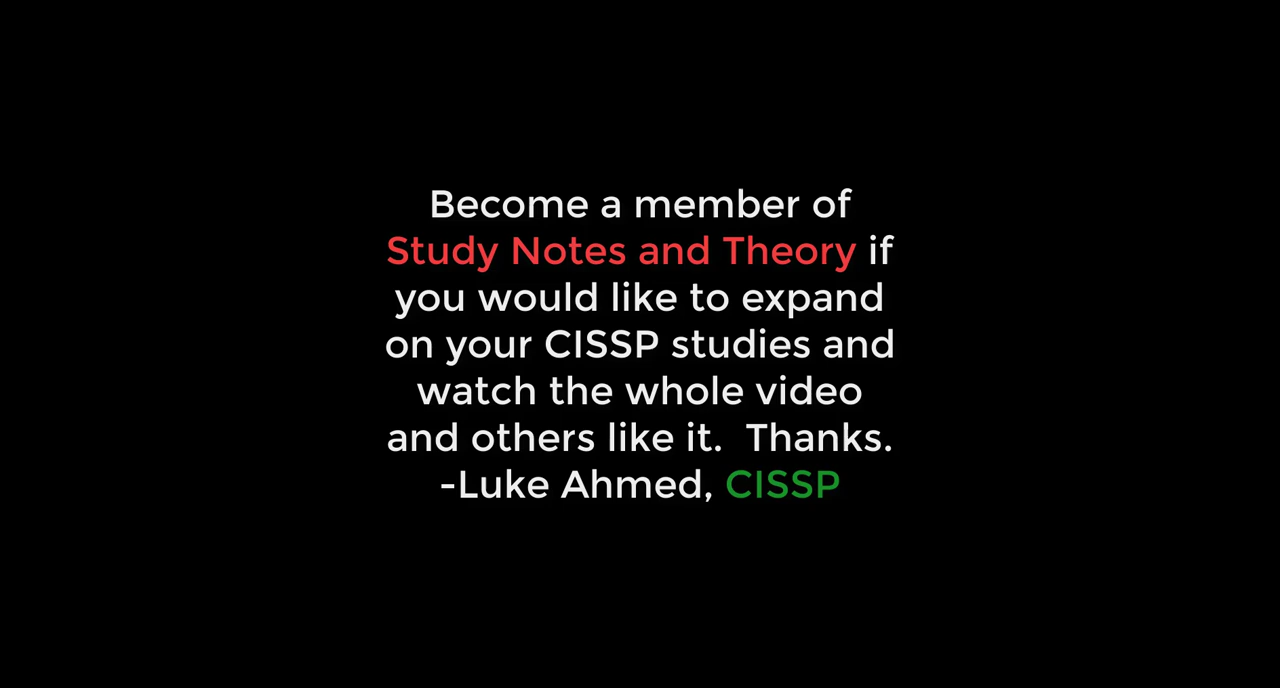 Become a member of
Study Notes and Theory if
you would like to expand
on your CISSP studies and
watch the whole video
and others like it.  Thanks.
-Luke Ahmed, CISSP